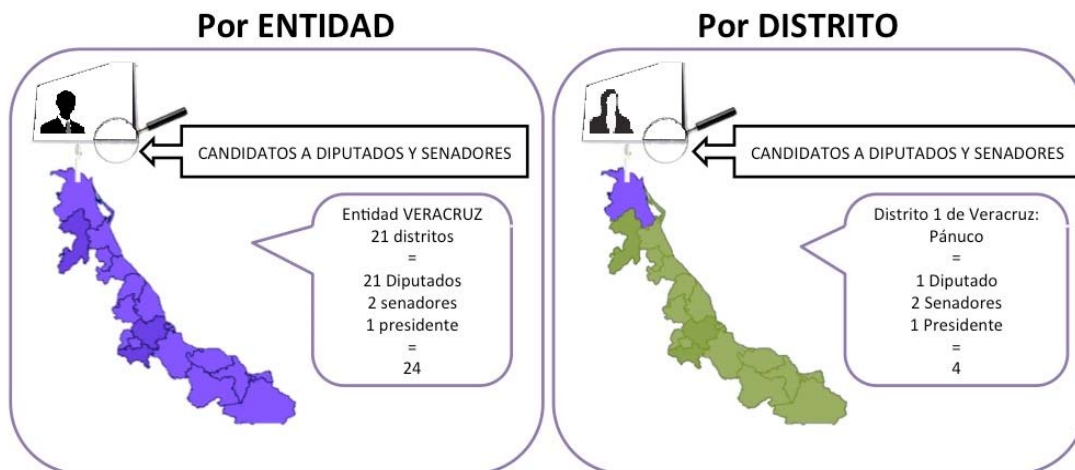 Por ENTIDAD
CANDIDATOS A DIPUTADOS Y SENADORES
Entidad VERACRUZ
21 distritos
=
21 Diputados
2 senadores
1 presidente
=
24
Por DISTRITO
CANDIDATOS A DIPUTADOS Y SENADORES
Distrito 1 de Veracruz:
Pánuco
=
1 Diputado
2 Senadores
1 Presidente
=
4